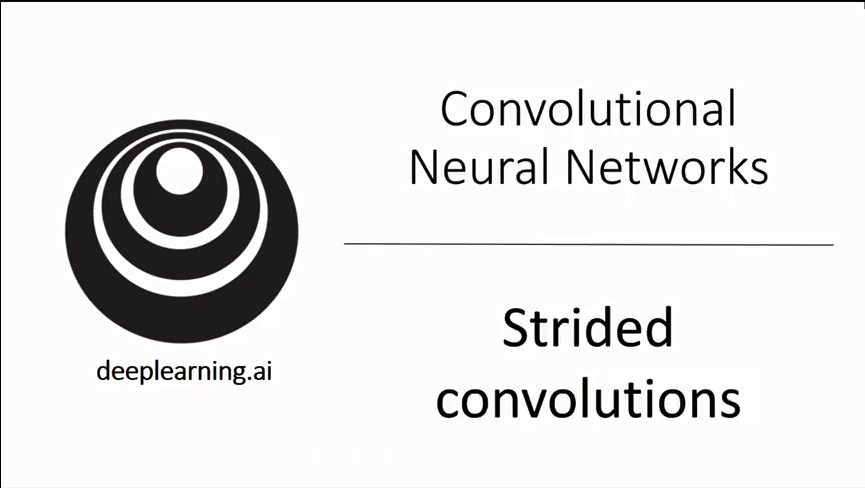 Convolutional
Neural Networks
Strided
convolutions
deeplearning.ai